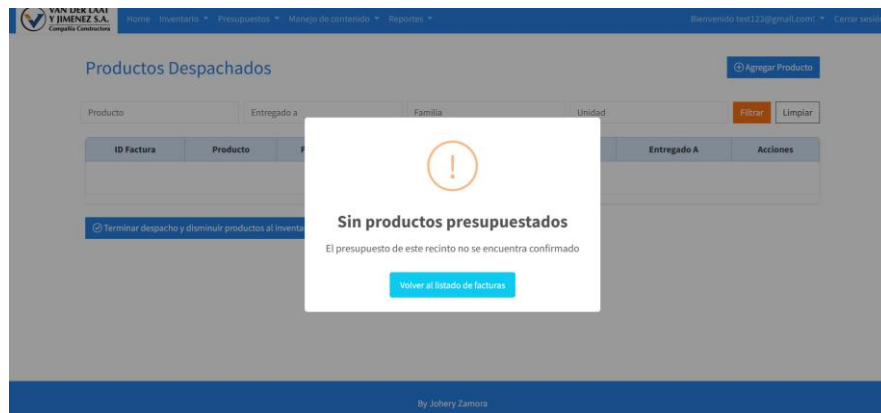 VAN DER LAAT
Y JIMENEZ S.A.
Compañía Constructora
Home Inventario Presupuestos Manejo de contenido Reportes Bienvenido test123@gmail.com! Cerrar sesión
Productos Despachados
Agregar Producto
Producto Entregado a Familia Unidad Filtrar Limpiar
ID Factura Producto Entregado A Acciones
Sin productos presupuestados
El presupuesto de este recinto no se encuentra confirmado
Volver al listado de facturas
Terminar despacho y disminuir productos al inventa
By Johery Zamora